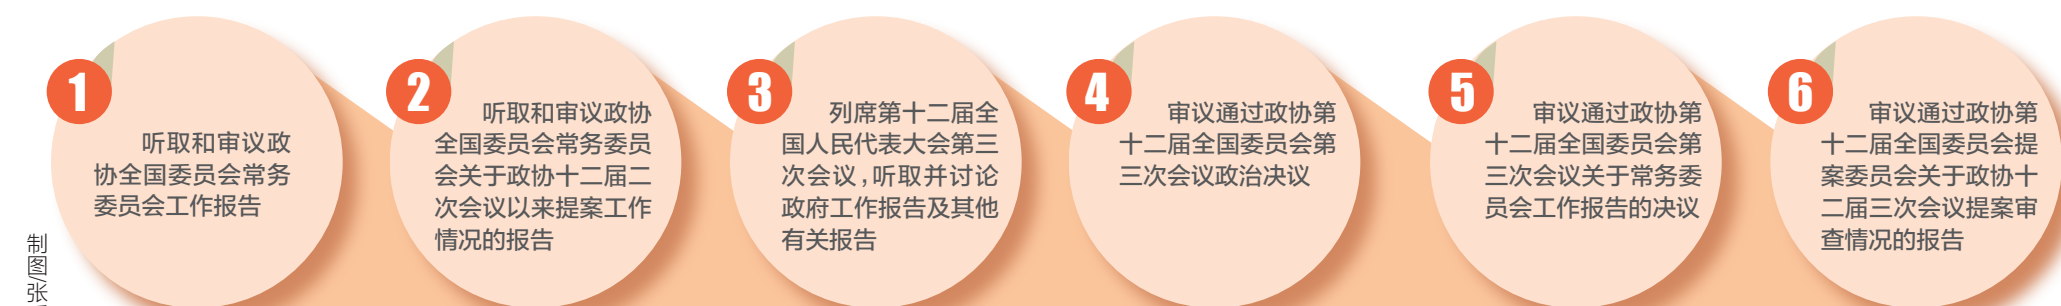 1
听取和审议政
协全国委员会常务
委员会工作报告
2
听取和审议政协
全国委员会常务委员
会关于政协十二届二
次会议以来提案工作
情况的报告
3
列席第十二届全
国人民代表大会第三
次会议,听取并讨论
政府工作报告及其他
有关报告
4
审议通过政协第
十二届全国委员会第
三次会议政治决议
5
审议通过政协第
十二届全国委员会第
三次会议关于常务委
员会工作报告的决议
6
审议通过政协第
十二届全国委员会提
案委员会关于政协十
二届三次会议提案审
查情况的报告
制图/张